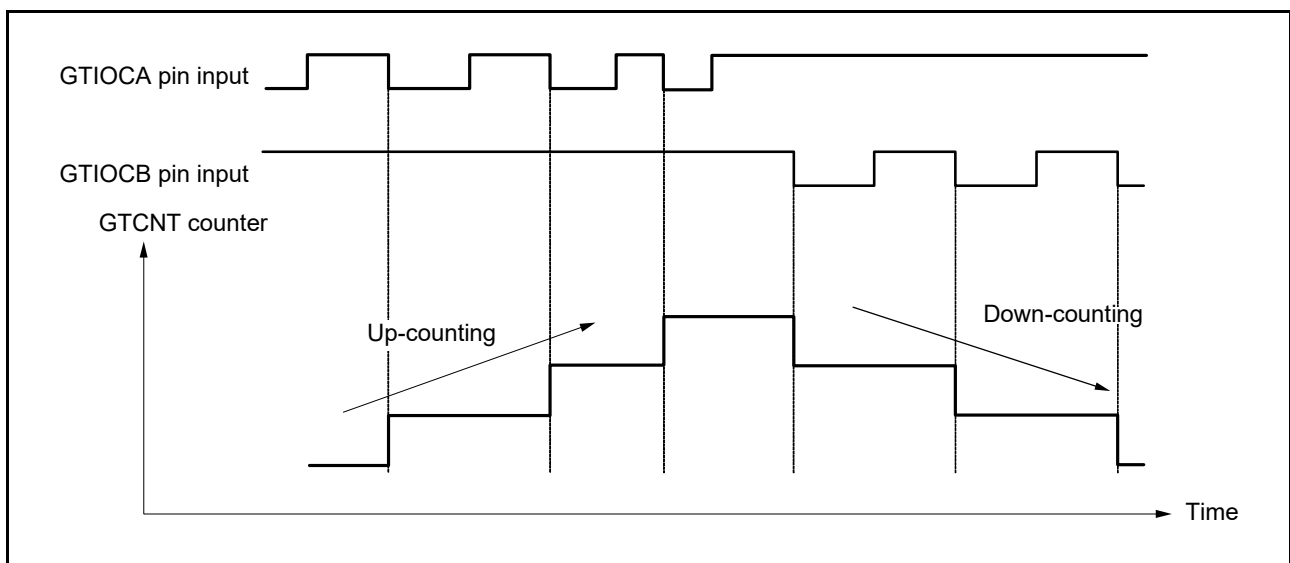 GTIOCA pin input
GTIOCB pin input
GTCNT counter
Up-counting
Down-counting
Time